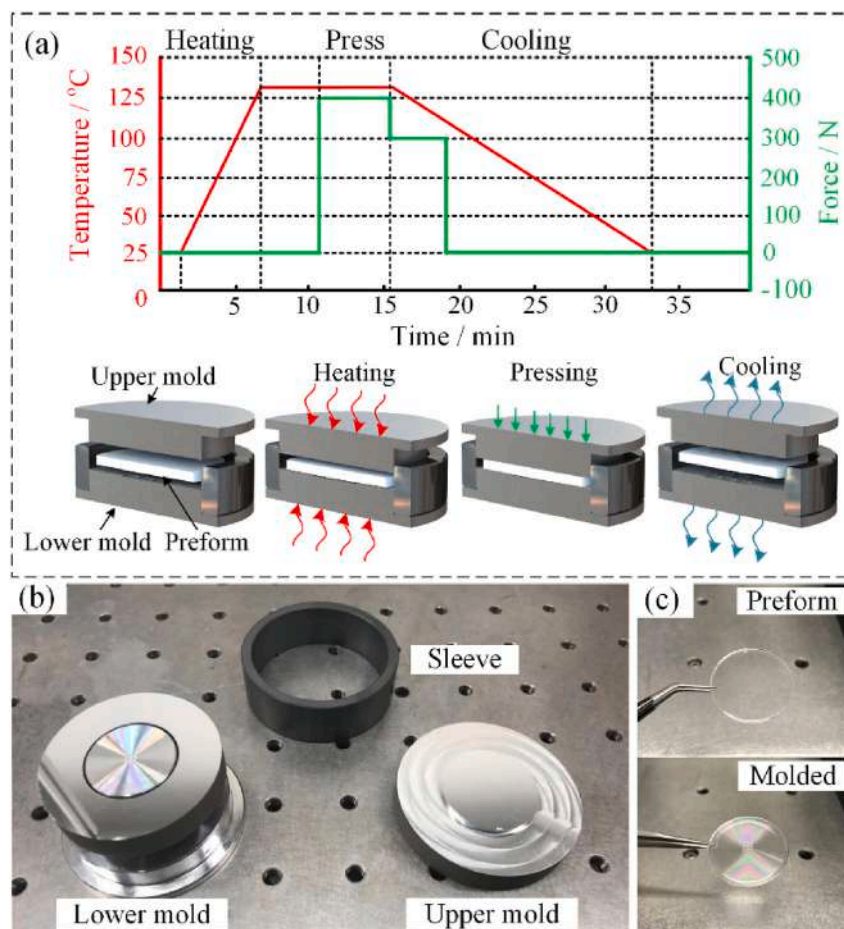 (a)
Heating Press Cooling
150 500
125 400
100 300
75 200
50 100
25 0
0 -100
Temperature / °C
Force / N
5 10 15 20 25 30 35
Time / min
Upper mold
Heating
Pressing
Cooling
Lower mold
Preform
(b)
Sleeve
Lower mold
Upper mold
(c)
Preform
Molded